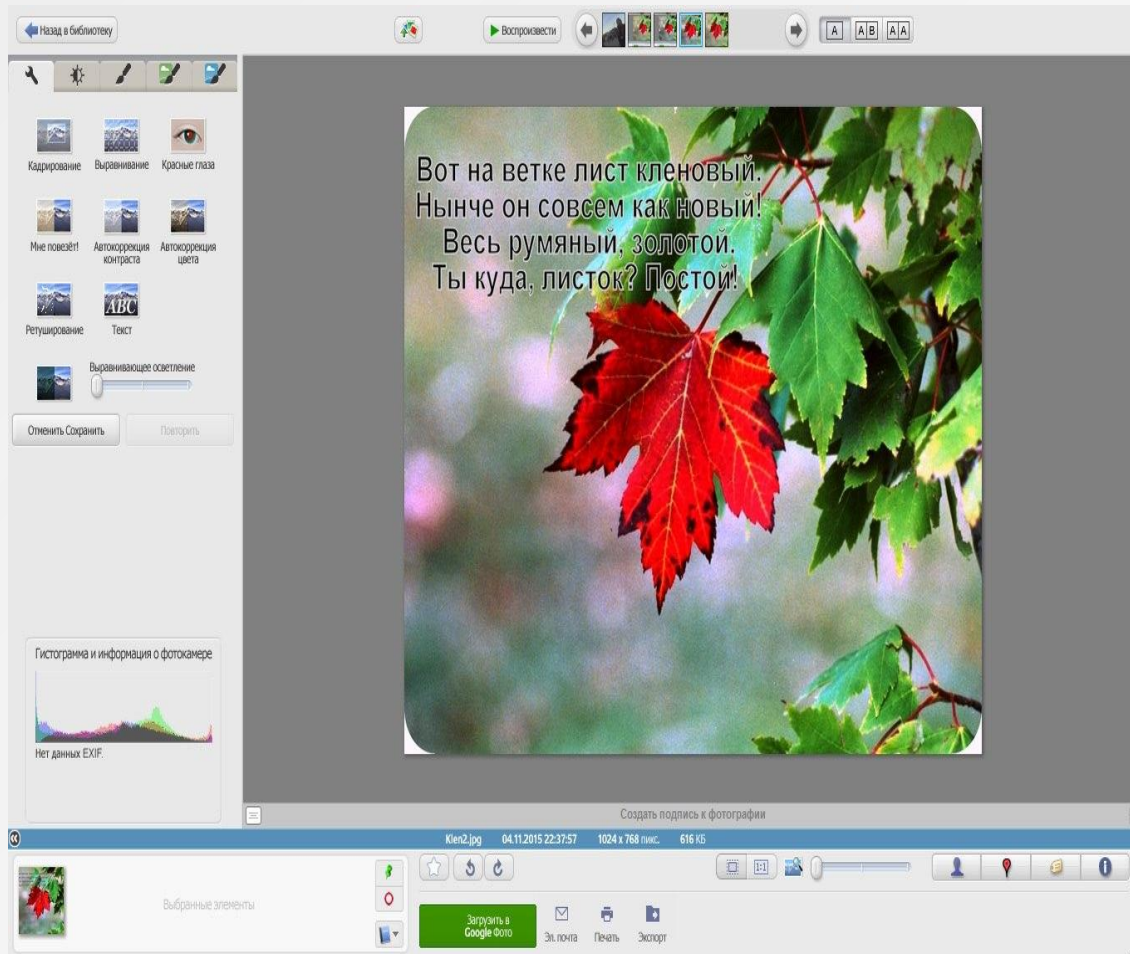 Назад в библиотеку
Воспроизвести
A
A B
A A
Кадрирование
Выравнивание
Красные глаза
Мне повезёт!
Автокоррекция контраста
Автокоррекция цвета
ABC
Ретуширование
Текст
Выравнивающее осветление
Отменить Сохранить
Повторить
Гистограмма и информация о фотокамере
Нет данных EXIF.
Вот на ветке лист кленовый.
Нынче он совсем как новый!
Весь румяный, золотой.
Ты куда, листок? Постой!
Создать подпись к фотографии
Klen2.jpg 04.11.2015 22:37:57 1024 x 768 пикс. 616 КБ
Выбранные элементы
1:1
Загрузить в
Google Фото
Эл. почта
Печать
Экспорт